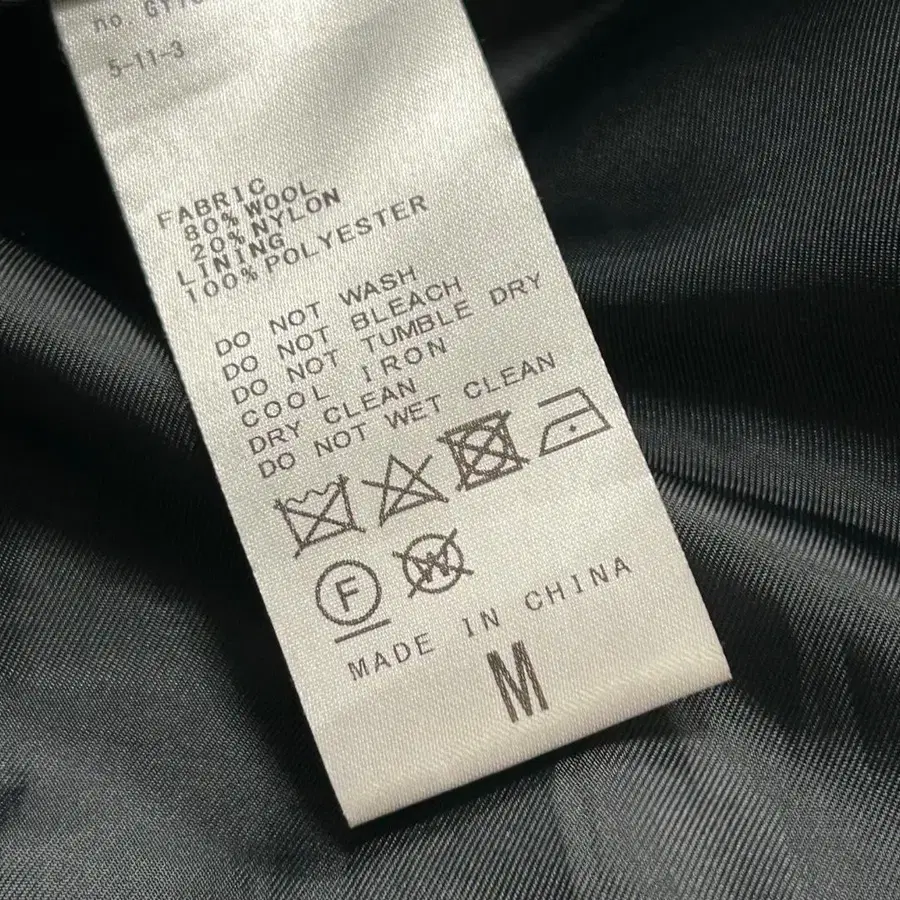 no.
5-11-3
FABRIC
80% WOOL
20% NYLON
LINING
100% POLYESTER
DO NOT WASH
DO NOT BLEACH
DO NOT TUMBLE DRY
COOL IRON
DRY CLEAN
DO NOT WET CLEAN
F W
MADE IN CHINA
M